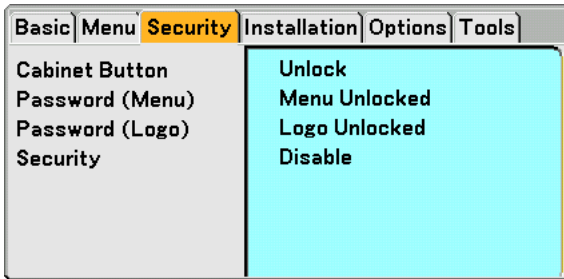 Basic Menu Security Installation Options Tools
Cabinet Button Unlock
Password (Menu) Menu Unlocked
Password (Logo) Logo Unlocked
Security Disable